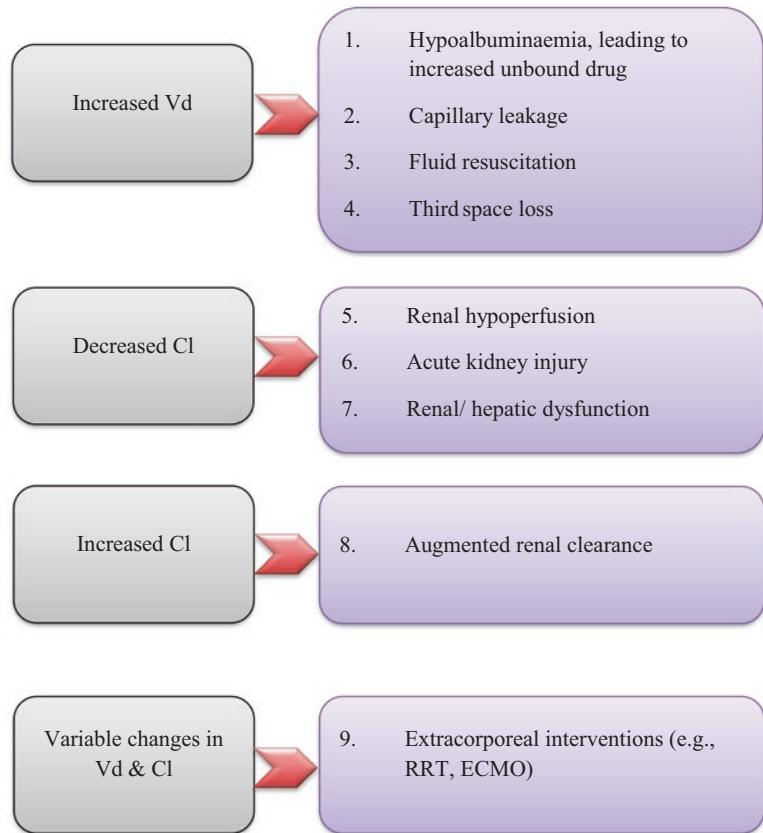 Increased Vd
1. Hypoalbuminaemia, leading to
increased unbound drug
2. Capillary leakage
3. Fluid resuscitation
4. Third space loss
Decreased Cl
5. Renal hypoperfusion
6. Acute kidney injury
7. Renal/ hepatic dysfunction
Increased Cl
8. Augmented renal clearance
Variable changes in
Vd & Cl
9. Extracorporeal interventions (e.g.,
RRT, ECMO)